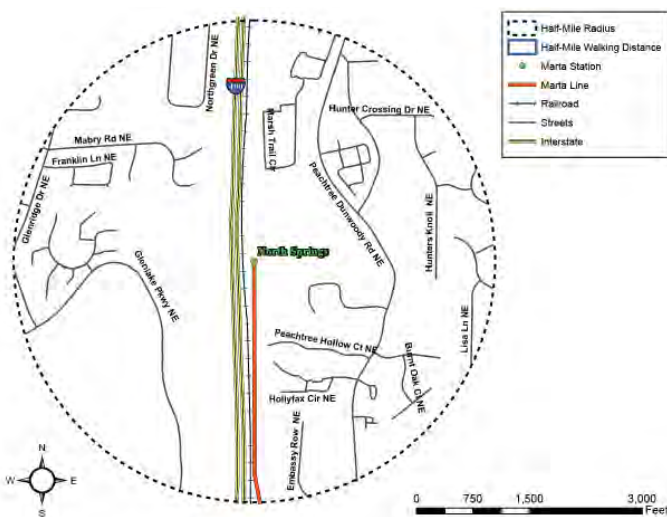 Half-Mile Radius
Half-Mile Walking Distance
Marta Station
Marta Line
Railroad
Streets
Interstate
Northgreen Dr NE
Marsh Trail Cir
Hunter Crossing Dr NE
Mabry Rd NE
Franklin Ln NE
Glenridge Dr NE
Peachtree Dunwoody Rd NE
Hunters Knoll NE
North Springs
Glenlake Pkwy NE
Lisa Ln NE
Peachtree Hollow Ct NE
Burnt Oak Ct NE
Hollyfax Cir NE
Embassy Row NE
N
W
E
S
0 750 1,500 3,000
Feet